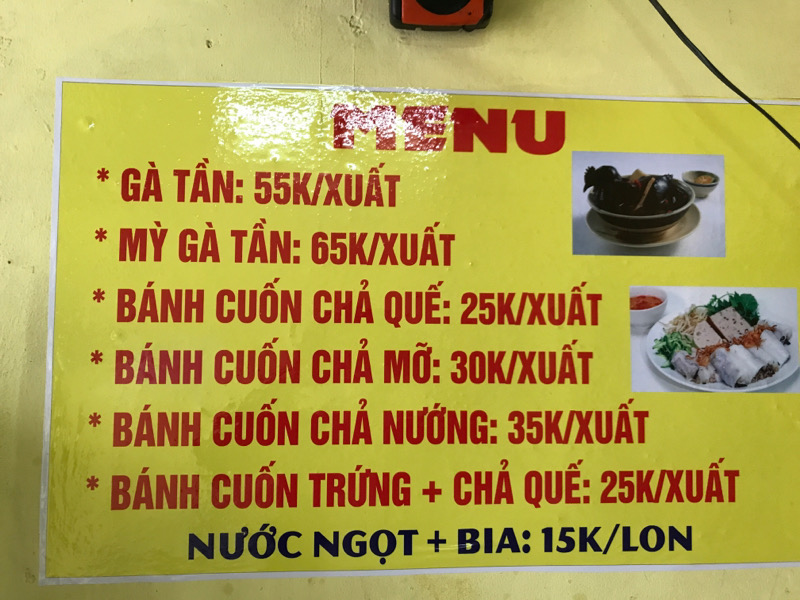 MENU
* GÀ TẦN: 55K/XUẤT
* MỲ GÀ TẦN: 65K/XUẤT
* BÁNH CUỐN CHẢ QUẾ: 25K/XUẤT
* BÁNH CUỐN CHẢ MỠ: 30K/XUẤT
* BÁNH CUỐN CHẢ NƯỚNG: 35K/XUẤT
* BÁNH CUỐN TRỨNG + CHẢ QUẾ: 25K/XUẤT
NƯỚC NGỌT + BIA: 15K/LON